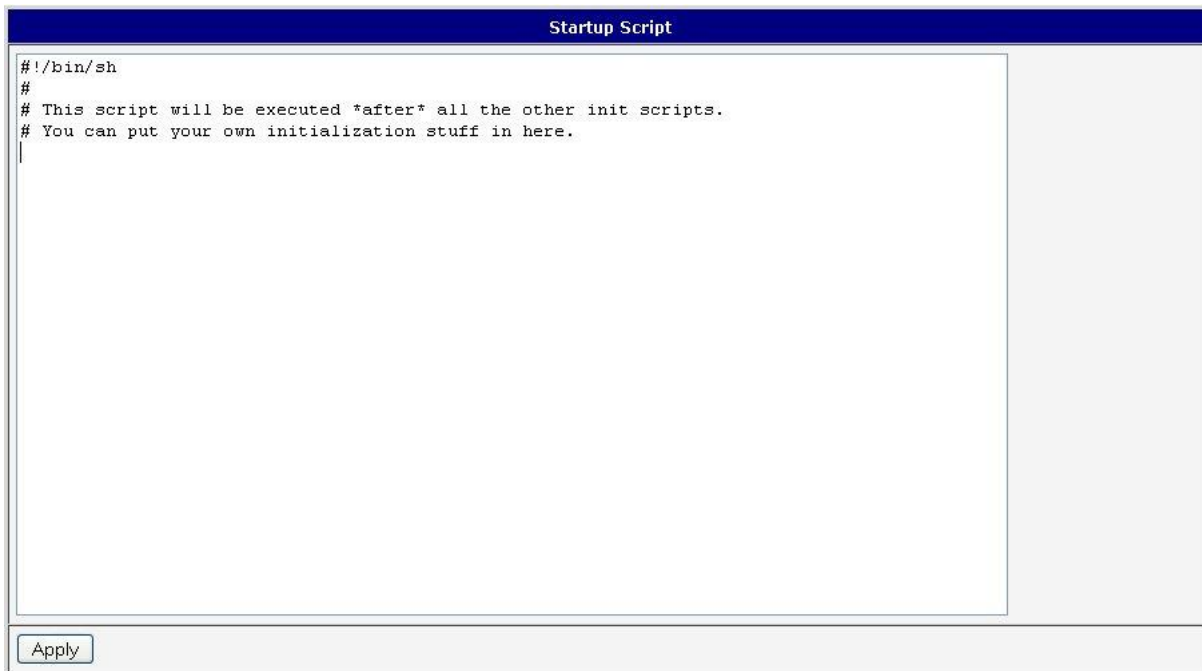 Startup Script
#!/bin/sh
#
# This script will be executed *after* all the other init scripts.
# You can put your own initialization stuff in here.
Apply